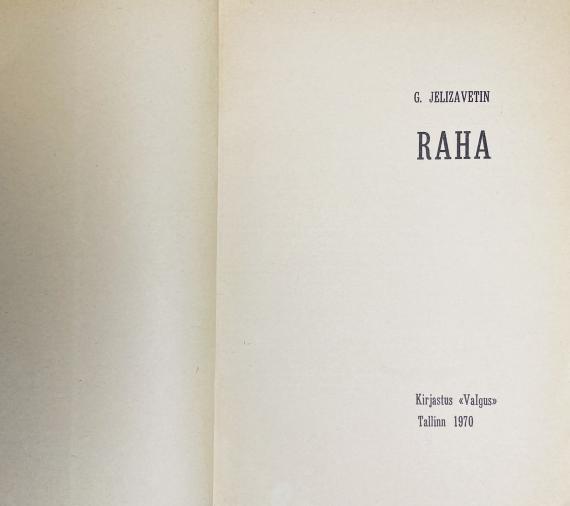 G. JELIZAVETIN
RAHA
Kirjastus «Valgus»
Tallinn 1970